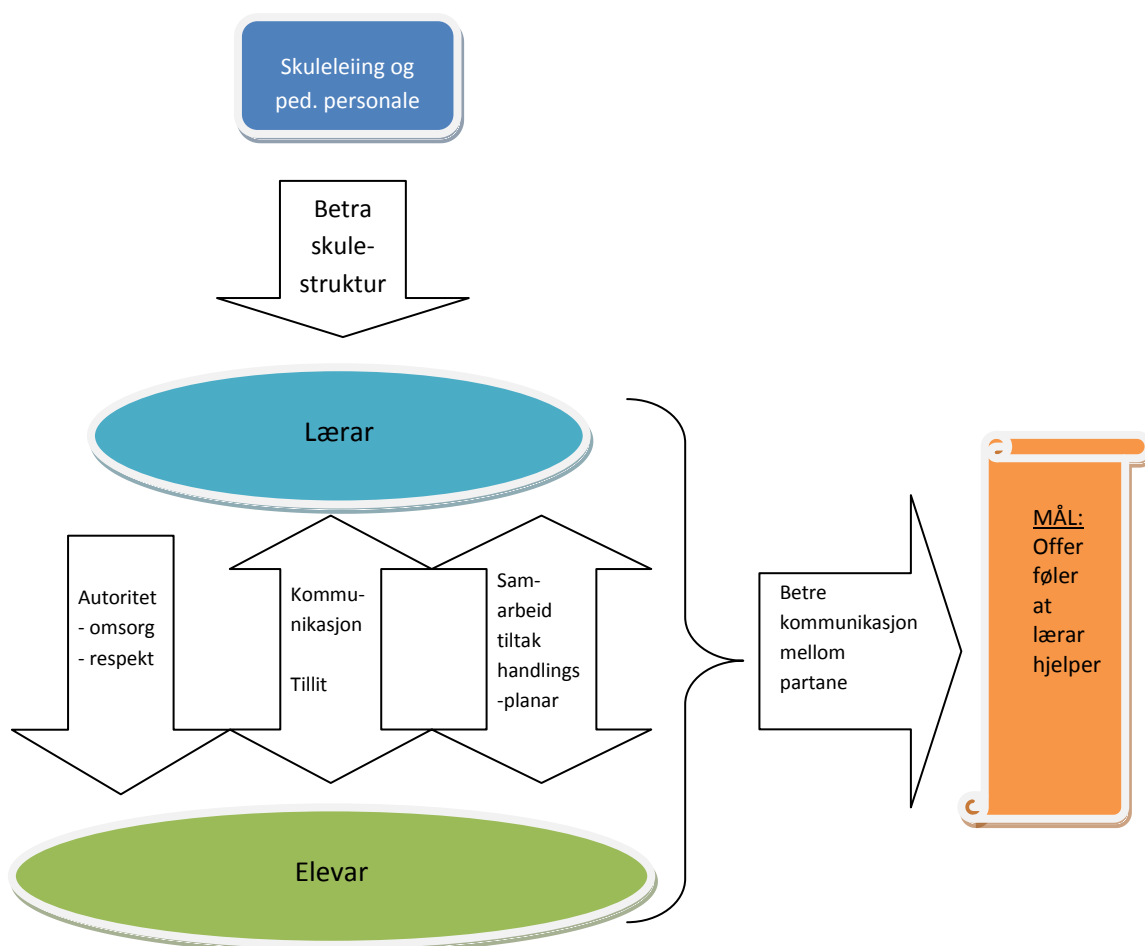 Skuleleiing og
ped. personale
Betra
skule-
struktur
Lærar
Autoritet
- omsorg
- respekt
Kommu-
nikasjon
Tillit
Sam-
arbeid
tiltak
handlings
-planar
Elevar
Betre
kommunikasjon
mellom
partane
MÅL:
Offer
føler
at
lærar
hjelper